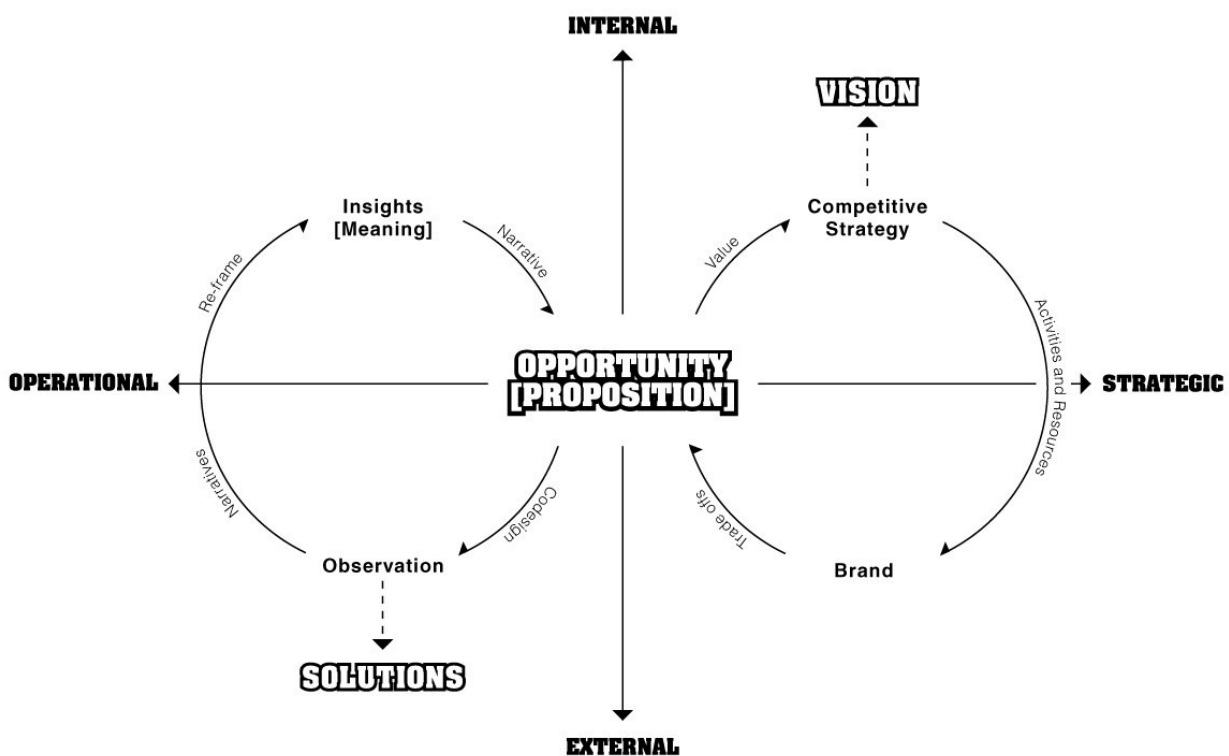 INTERNAL
VISION
Insights
[Meaning]
Competitive
Strategy
Narrative
Value
Re-frame
Activities and Resources
OPPORTUNITY
[PROPOSITION]
OPERATIONAL
STRATEGIC
Narratives
Codesign
Trade offs
Observation
Brand
SOLUTIONS
EXTERNAL